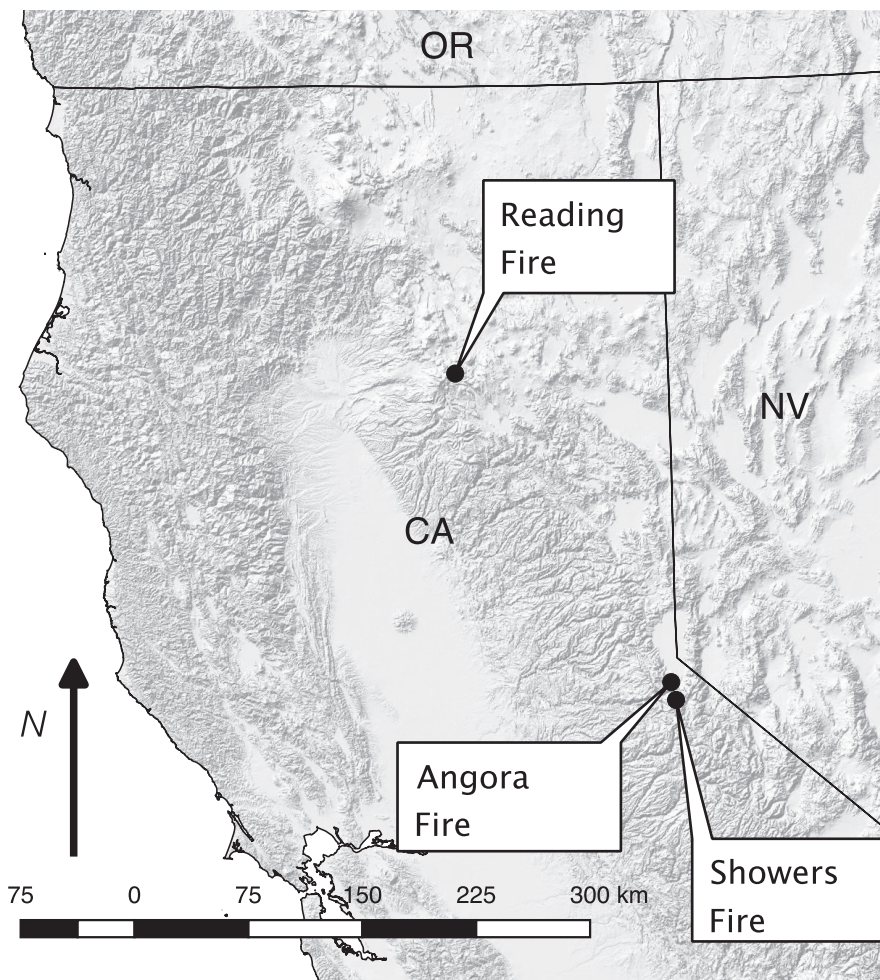 OR
Reading
Fire
NV
CA
N
Angora
Fire
Showers
Fire
75 0 75 150 225 300 km